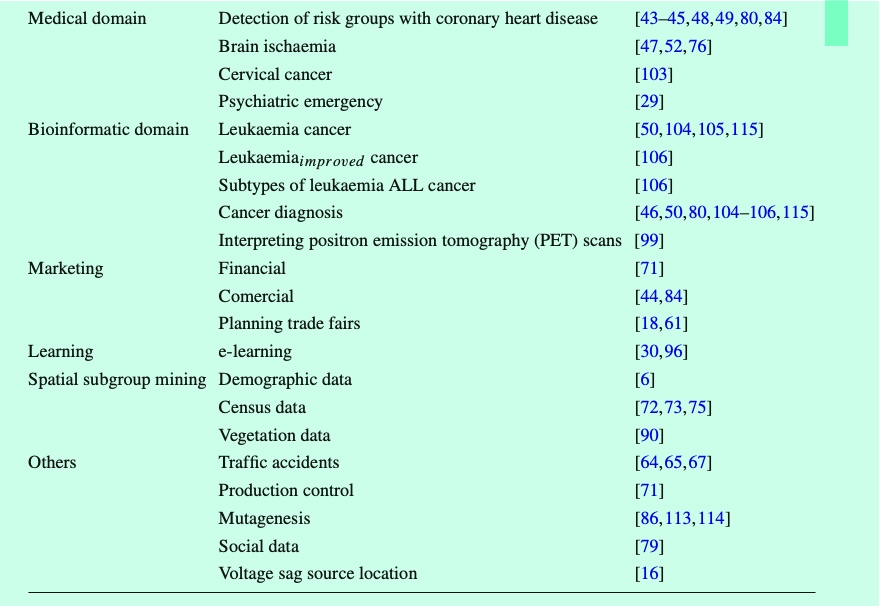 Medical domain Detection of risk groups with coronary heart disease [43–45,48,49,80,84]
Brain ischaemia [47,52,76]
Cervical cancer [103]
Psychiatric emergency [29]
Bioinformatic domain Leukaemia cancer [50,104,105,115]
Leukaemiaimproved cancer [106]
Subtypes of leukaemia ALL cancer [106]
Cancer diagnosis [46,50,80,104–106,115]
Interpreting positron emission tomography (PET) scans [99]
Marketing Financial [71]
Comercial [44,84]
Planning trade fairs [18,61]
Learning e-learning [30,96]
Spatial subgroup mining Demographic data [6]
Census data [72,73,75]
Vegetation data [90]
Others Traffic accidents [64,65,67]
Production control [71]
Mutagenesis [86,113,114]
Social data [79]
Voltage sag source location [16]